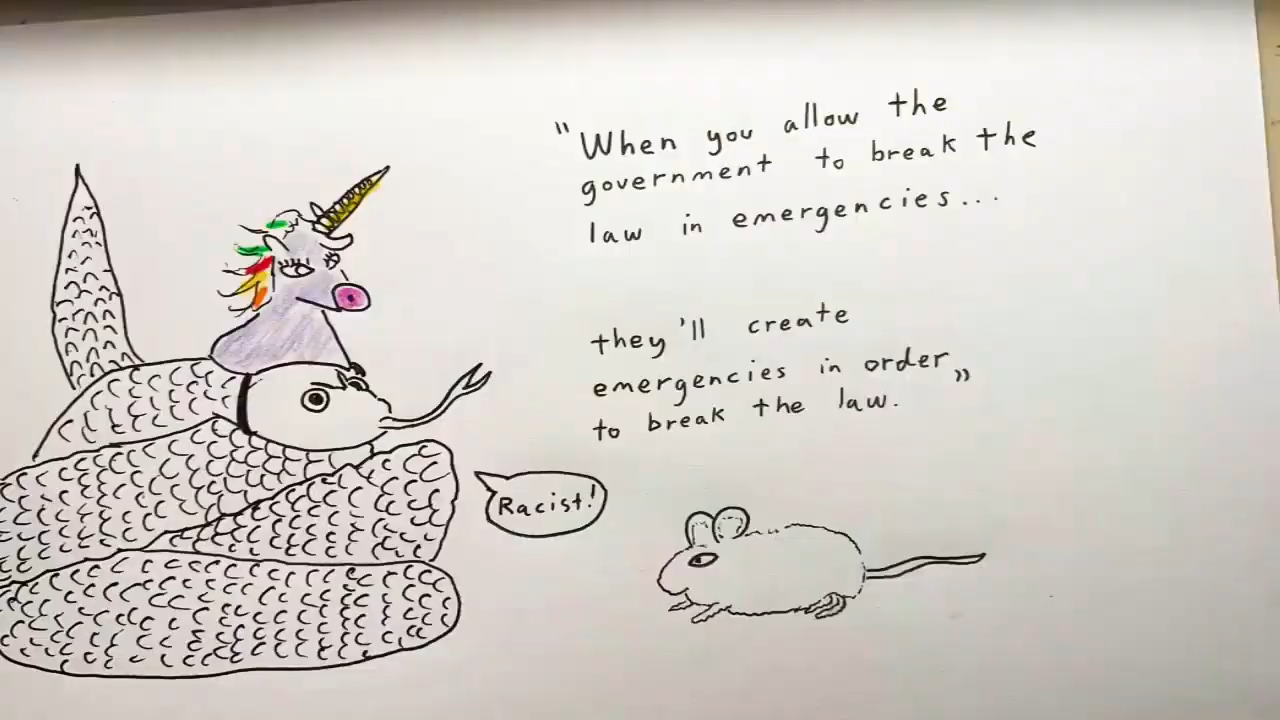 "When you allow the
government to break the
law in emergencies...
they'll create
emergencies in order
to break the law."
Racist!